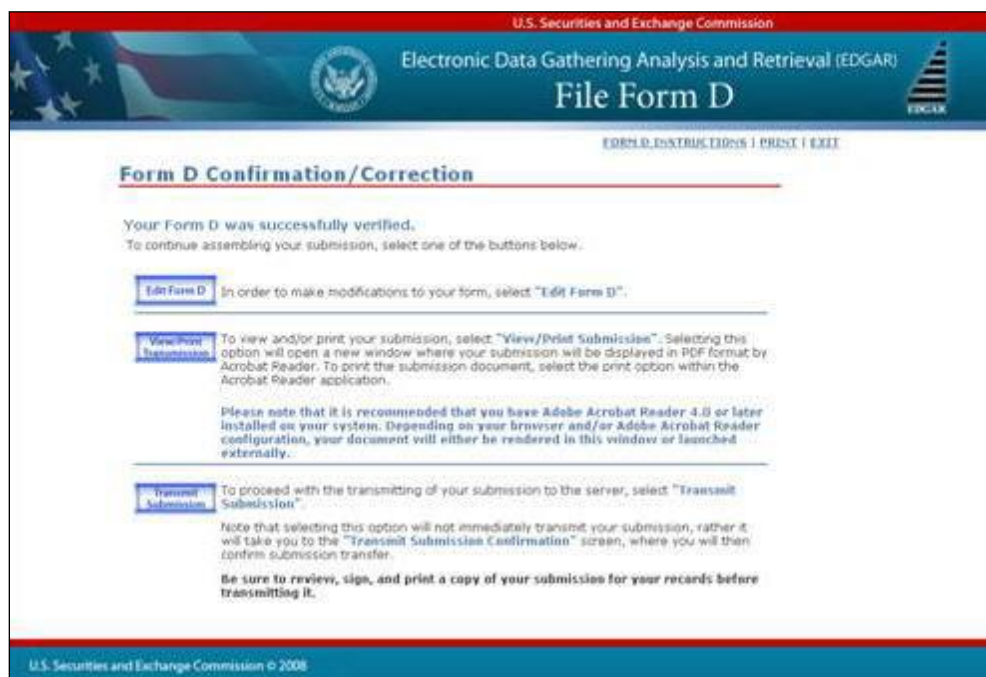 U.S. Securities and Exchange Commission
Electronic Data Gathering Analysis and Retrieval (EDGAR)
File Form D
EDGAR
FORM D INSTRUCTIONS | PRINT | EXIT
Form D Confirmation/Correction
Your Form D was successfully verified.
To continue assembling your submission, select one of the buttons below.
Edit Form D
In order to make modifications to your form, select "Edit Form D".
View/Print
Transmission
To view and/or print your submission, select "View/Print Submission". Selecting this
option will open a new window where your submission will be displayed in PDF format by
Acrobat Reader. To print the submission document, select the print option within the
Acrobat Reader application.
Please note that it is recommended that you have Adobe Acrobat Reader 4.0 or later
installed on your system. Depending on your browser and/or Adobe Acrobat Reader
configuration, your document will either be rendered in this window or launched
externally.
Transmit
Submission
To proceed with the transmitting of your submission to the server, select "Transmit
Submission".
Note that selecting this option will not immediately transmit your submission, rather it
will take you to the "Transmit Submission Confirmation" screen, where you will then
confirm submission transfer.
Be sure to review, sign, and print a copy of your submission for your records before
transmitting it.
U.S. Securities and Exchange Commission © 2008